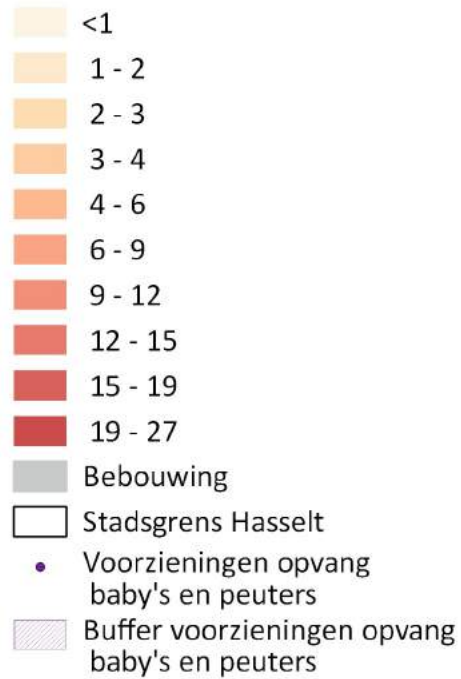 <1
1 - 2
2 - 3
3 - 4
4 - 6
6 - 9
9 - 12
12 - 15
15 - 19
19 - 27
Bebouwing
Stadsgrens Hasselt
Voorzieningen opvang
baby's en peuters
Buffer voorzieningen opvang
baby's en peuters